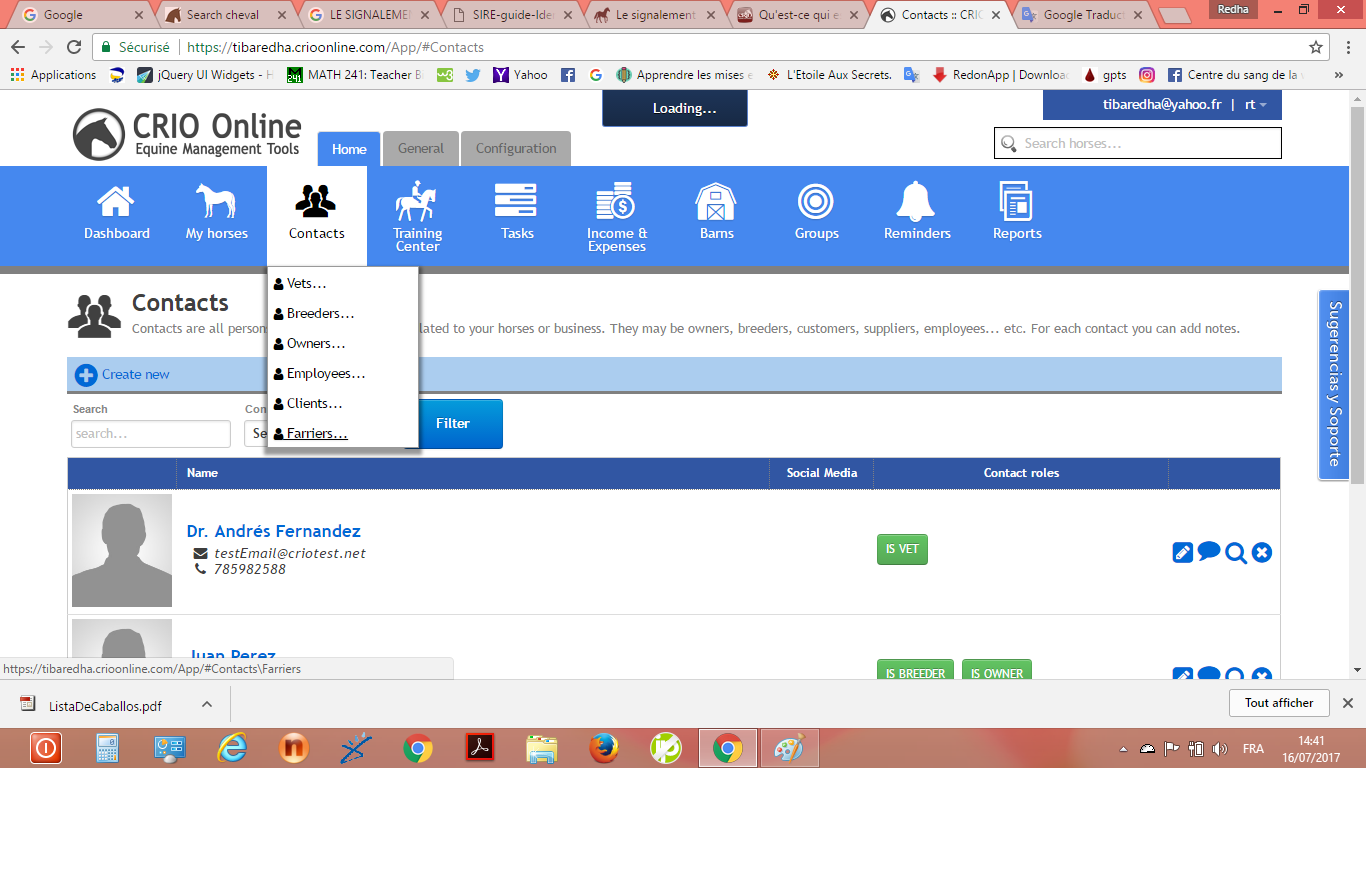 Google
Search cheval
LE SIGNALEME
SIRE-guide-Ide
Le signalement
Qu'est-ce qui e
Contacts :: CRI
Google Traduct
Redha
Sécurisé
https://tibaredha.crioonline.com/App/#Contacts
Applications
jQuery UI Widgets - H
MATH 241: Teacher B
Yahoo
Apprendre les mises e
L'Etoile Aux Secrets.
RedonApp | Downloa
gpts
Centre du sang de la
»
Loading...
tibaredha@yahoo.fr | rt
CRIO Online
Equine Management Tools
Home
General
Configuration
Search horses...
Dashboard
My horses
Contacts
Training
Center
Tasks
Income &
Expenses
Barns
Groups
Reminders
Reports
Vets...
Breeders...
Owners...
Employees...
Clients...
Farriers...
Contacts
Contacts are all person
lated to your horses or business. They may be owners, breeders, customers, suppliers, employees... etc. For each contact you can add notes.
Sugerencias y Soporte
Create new
Search
Con
search...
Se
Filter
Name
Social Media
Contact roles
Dr. Andrés Fernandez
testEmail@criotest.net
785982588
IS VET
Juan Perez
IS BREEDER
IS OWNER
https://tibaredha.crioonline.com/App/#Contacts\Farriers
ListaDeCaballos.pdf
Tout afficher
FRA
14:41
16/07/2017